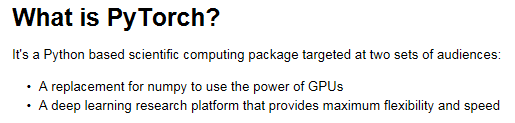 What is PyTorch?
It's a Python based scientific computing package targeted at two sets of audiences:
• A replacement for numpy to use the power of GPUs
• A deep learning research platform that provides maximum flexibility and speed